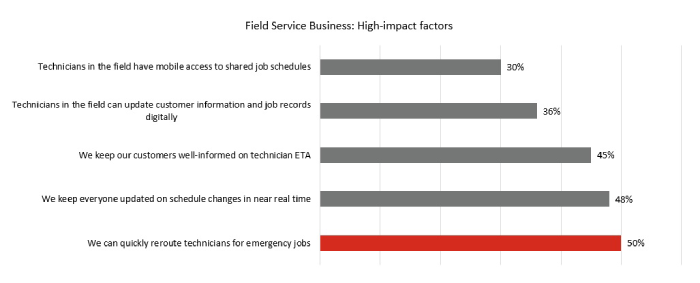 Field Service Business: High-impact factors
Technicians in the field have mobile access to shared job schedules
30%
Technicians in the field can update customer information and job records
digitally
36%
We keep our customers well-informed on technician ETA
45%
We keep everyone updated on schedule changes in near real time
48%
We can quickly reroute technicians for emergency jobs
50%